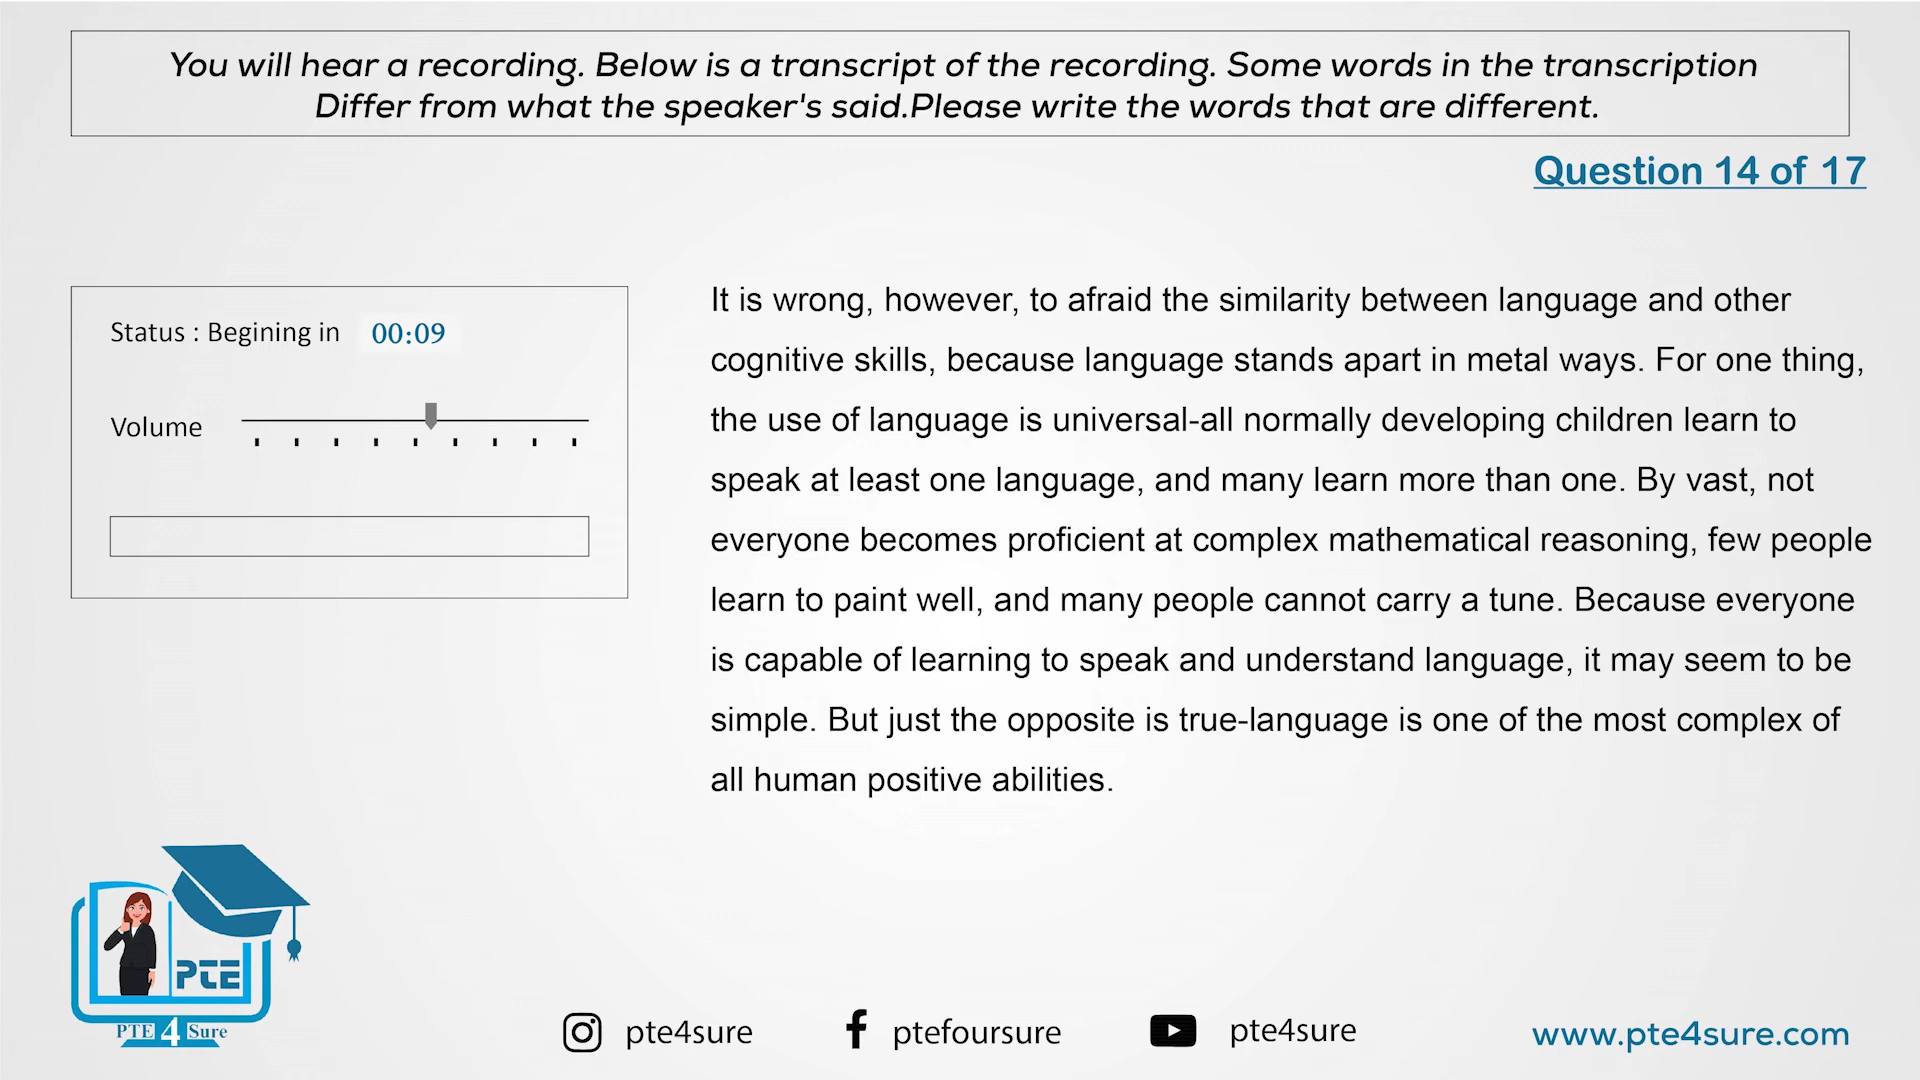 You will hear a recording. Below is a transcript of the recording. Some words in the transcription
Differ from what the speaker's said.Please write the words that are different.
Question 14 of 17
Status : Begining in 00:09
Volume
It is wrong, however, to afraid the similarity between language and other
cognitive skills, because language stands apart in metal ways. For one thing,
the use of language is universal-all normally developing children learn to
speak at least one language, and many learn more than one. By vast, not
everyone becomes proficient at complex mathematical reasoning, few people
learn to paint well, and many people cannot carry a tune. Because everyone
is capable of learning to speak and understand language, it may seem to be
simple. But just the opposite is true-language is one of the most complex of
all human positive abilities.
PTE
PTE 4 Sure
pte4sure
ptefoursure
pte4sure
www.pte4sure.com